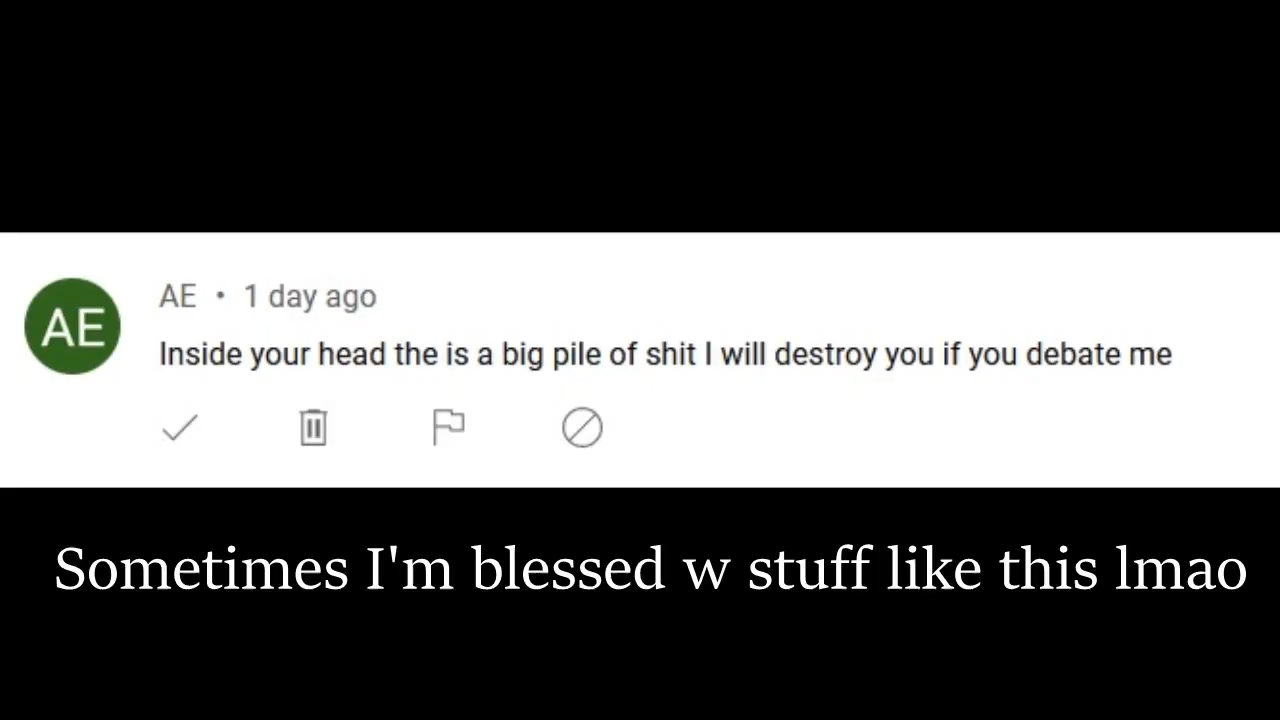 AE
AE • 1 day ago
Inside your head the is a big pile of shit I will destroy you if you debate me
Sometimes I'm blessed w stuff like this lmao